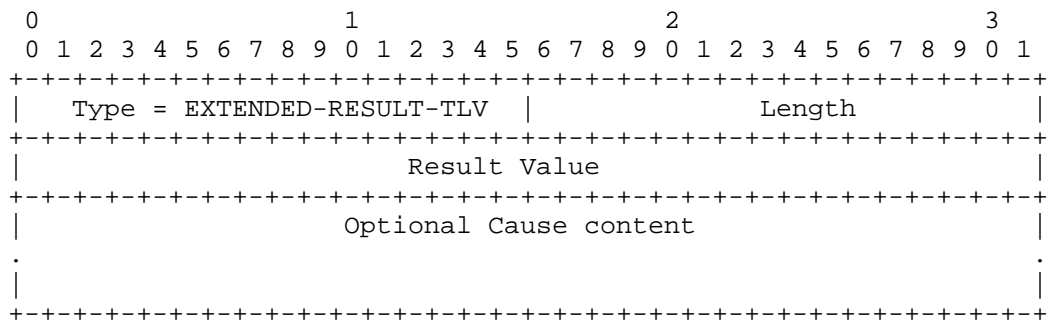 0                   1                   2                   3
 0 1 2 3 4 5 6 7 8 9 0 1 2 3 4 5 6 7 8 9 0 1 2 3 4 5 6 7 8 9 0 1
+-+-+-+-+-+-+-+-+-+-+-+-+-+-+-+-+-+-+-+-+-+-+-+-+-+-+-+-+-+-+-+-+
|   Type = EXTENDED-RESULT-TLV  |              Length           |
+-+-+-+-+-+-+-+-+-+-+-+-+-+-+-+-+-+-+-+-+-+-+-+-+-+-+-+-+-+-+-+-+
|                        Result Value                           |
+-+-+-+-+-+-+-+-+-+-+-+-+-+-+-+-+-+-+-+-+-+-+-+-+-+-+-+-+-+-+-+-+
|                    Optional Cause content                     |
.                                                               .
|                                                               |
+-+-+-+-+-+-+-+-+-+-+-+-+-+-+-+-+-+-+-+-+-+-+-+-+-+-+-+-+-+-+-+-+